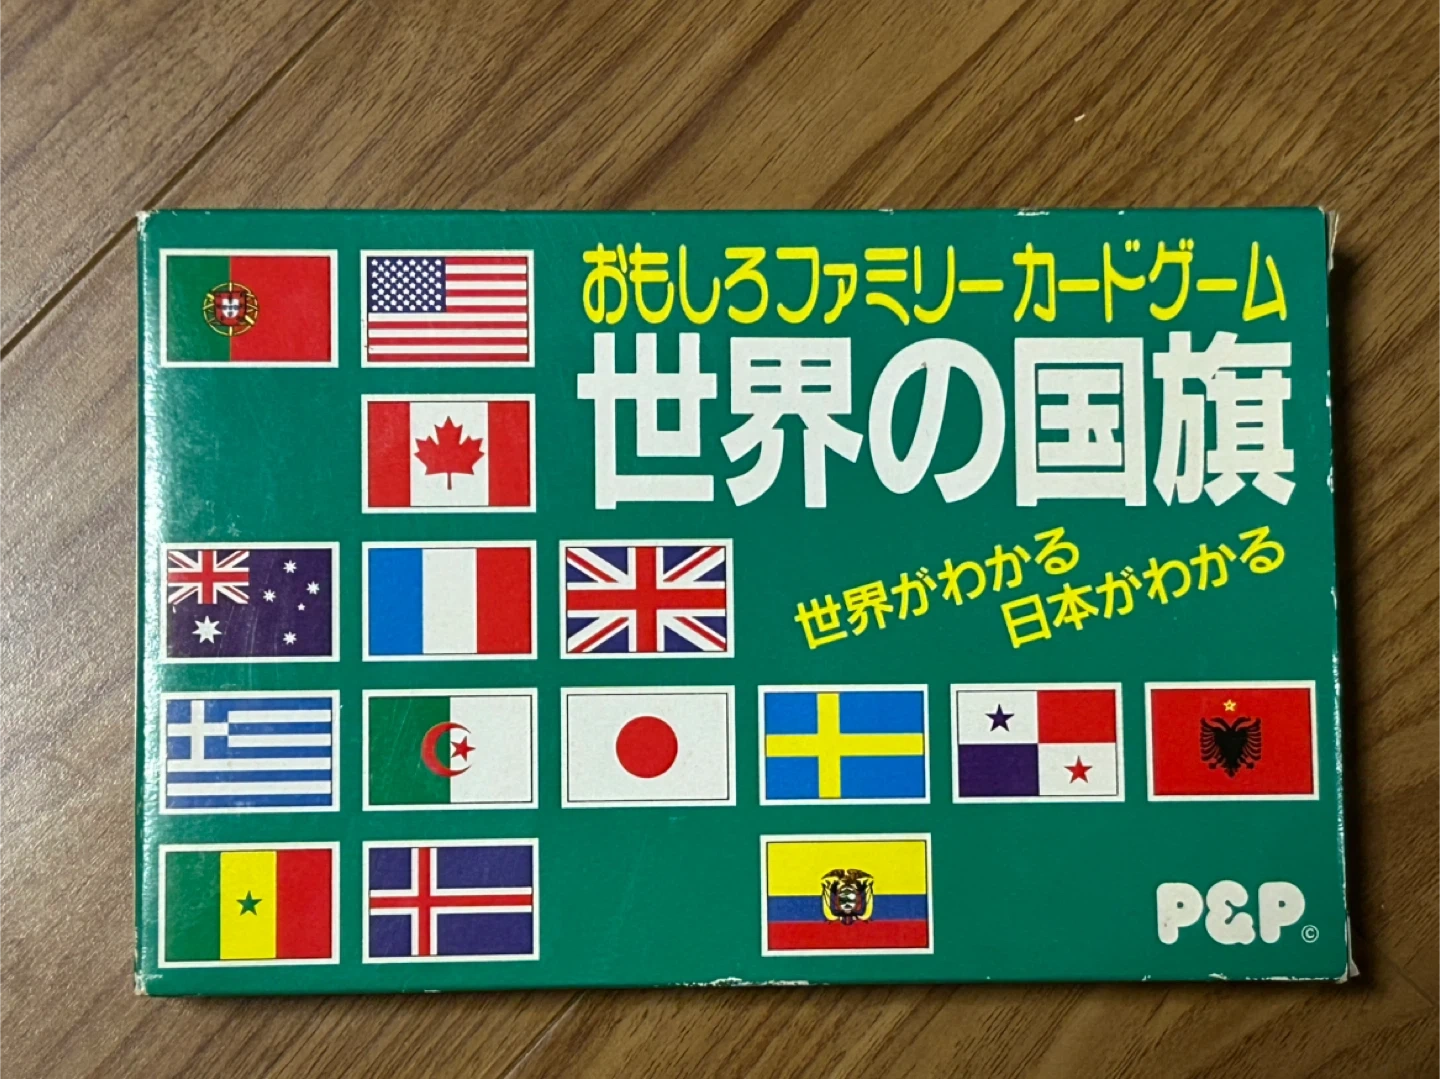 おもしろファミリーカードゲーム
世界の国旗
世界がわかる
日本がわかる
P&P©